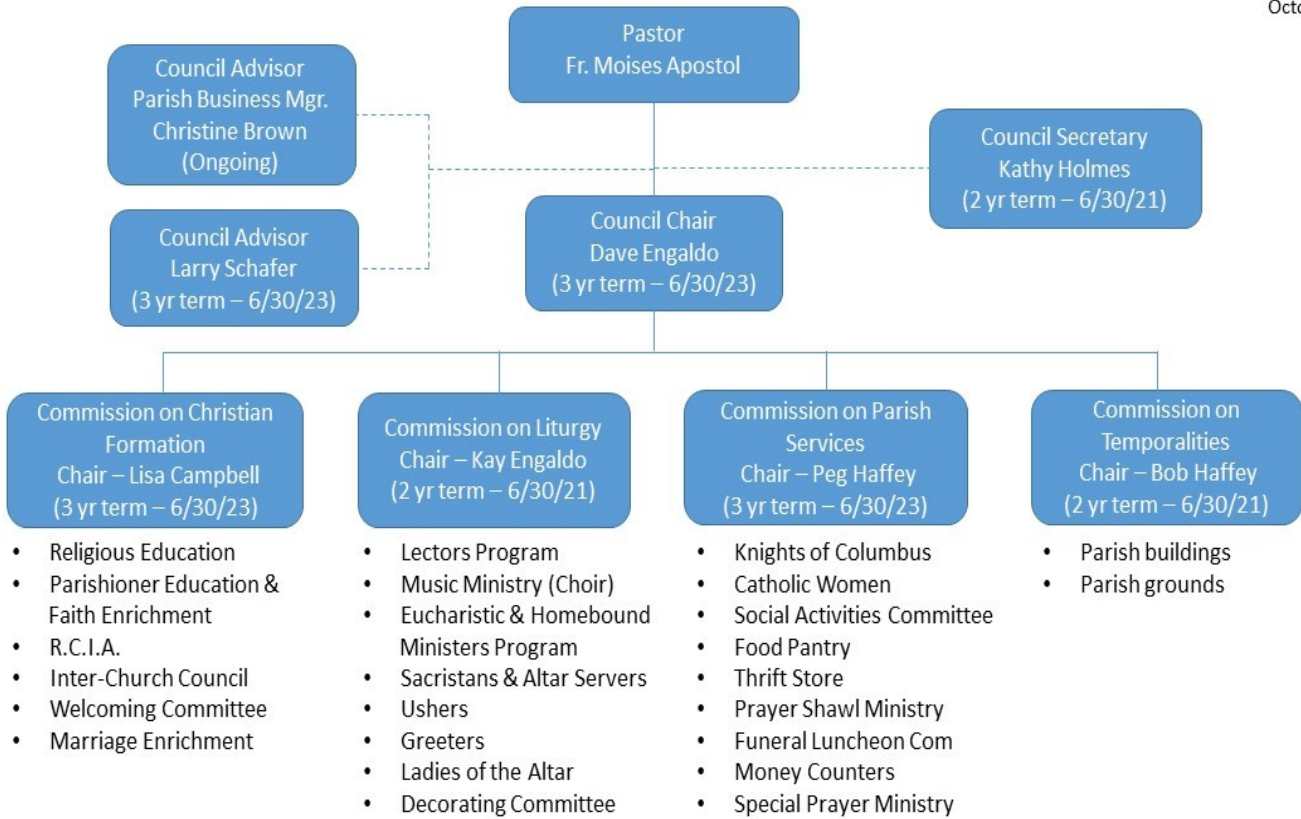 Pastor
Fr. Moises Apostol
Council Advisor
Parish Business Mgr.
Christine Brown
(Ongoing)
Council Secretary
Kathy Holmes
(2 yr term – 6/30/21)
Council Advisor
Larry Schafer
(3 yr term – 6/30/23)
Council Chair
Dave Engaldo
(3 yr term – 6/30/23)
Commission on Christian
Formation
Chair – Lisa Campbell
(3 yr term – 6/30/23)
• Religious Education
• Parishioner Education &
Faith Enrichment
• R.C.I.A.
• Inter-Church Council
• Welcoming Committee
• Marriage Enrichment
Commission on Liturgy
Chair – Kay Engaldo
(2 yr term – 6/30/21)
• Lectors Program
• Music Ministry (Choir)
• Eucharistic & Homebound
Ministers Program
• Sacristans & Altar Servers
• Ushers
• Greeters
• Ladies of the Altar
• Decorating Committee
Commission on Parish
Services
Chair – Peg Haffey
(3 yr term – 6/30/23)
• Knights of Columbus
• Catholic Women
• Social Activities Committee
• Food Pantry
• Thrift Store
• Prayer Shawl Ministry
• Funeral Luncheon Com
• Money Counters
• Special Prayer Ministry
Commission on
Temporalities
Chair – Bob Haffey
(2 yr term – 6/30/21)
• Parish buildings
• Parish grounds